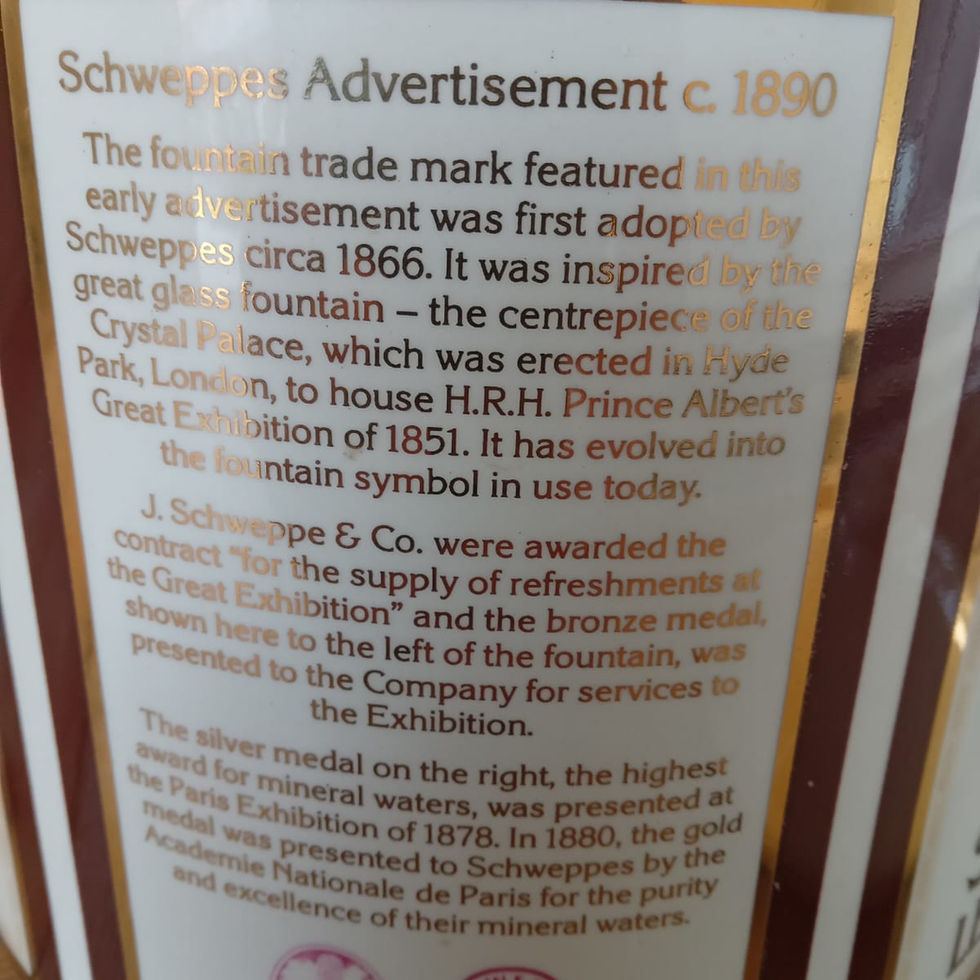 Schweppes Advertisement c. 1890
The fountain trade mark featured in this
early advertisement was first adopted by
Schweppes circa 1866. It was inspired by the
great glass fountain – the centrepiece of the
Crystal Palace, which was erected in Hyde
Park, London, to house H.R.H. Prince Albert's
Great Exhibition of 1851. It has evolved into
the fountain symbol in use today.
J. Schweppe & Co. were awarded the
contract "for the supply of refreshments at
the Great Exhibition" and the bronze medal,
shown here to the left of the fountain, was
presented to the Company for services to
the Exhibition.
The silver medal on the right, the highest
award for mineral waters, was presented at
the Paris Exhibition of 1878. In 1880, the gold
medal was presented to Schweppes by the
Academie Nationale de Paris for the purity
and excellence of their mineral waters.